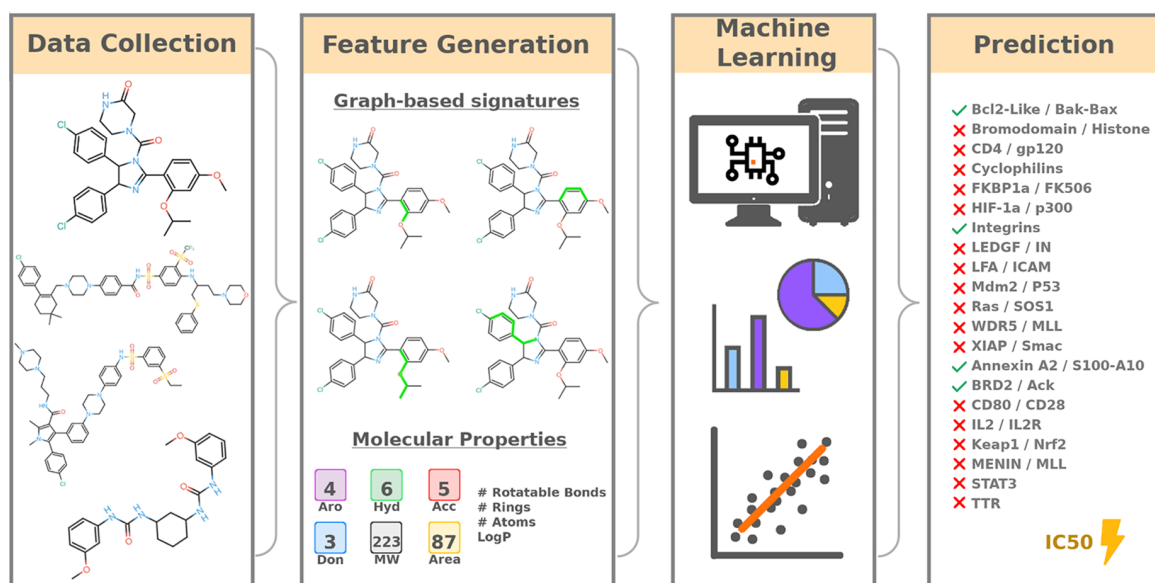 Data Collection
Feature Generation
Machine
Learning
Prediction
Graph-based signatures
Molecular Properties
4
Aro
6
Hyd
5
Acc
3
Don
223
MW
87
Area
# Rotatable Bonds
# Rings
# Atoms
LogP
Bcl2-Like / Bak-Bax
Bromodomain / Histone
CD4 / gp120
Cyclophilins
FKBP1a / FK506
HIF-1a / p300
Integrins
LEDGF / IN
LFA / ICAM
Mdm2 / P53
Ras / SOS1
WDR5 / MLL
XIAP / Smac
Annexin A2 / S100-A10
BRD2 / Ack
CD80 / CD28
IL2 / IL2R
Keap1 / Nrf2
MENIN / MLL
STAT3
TTR
IC50